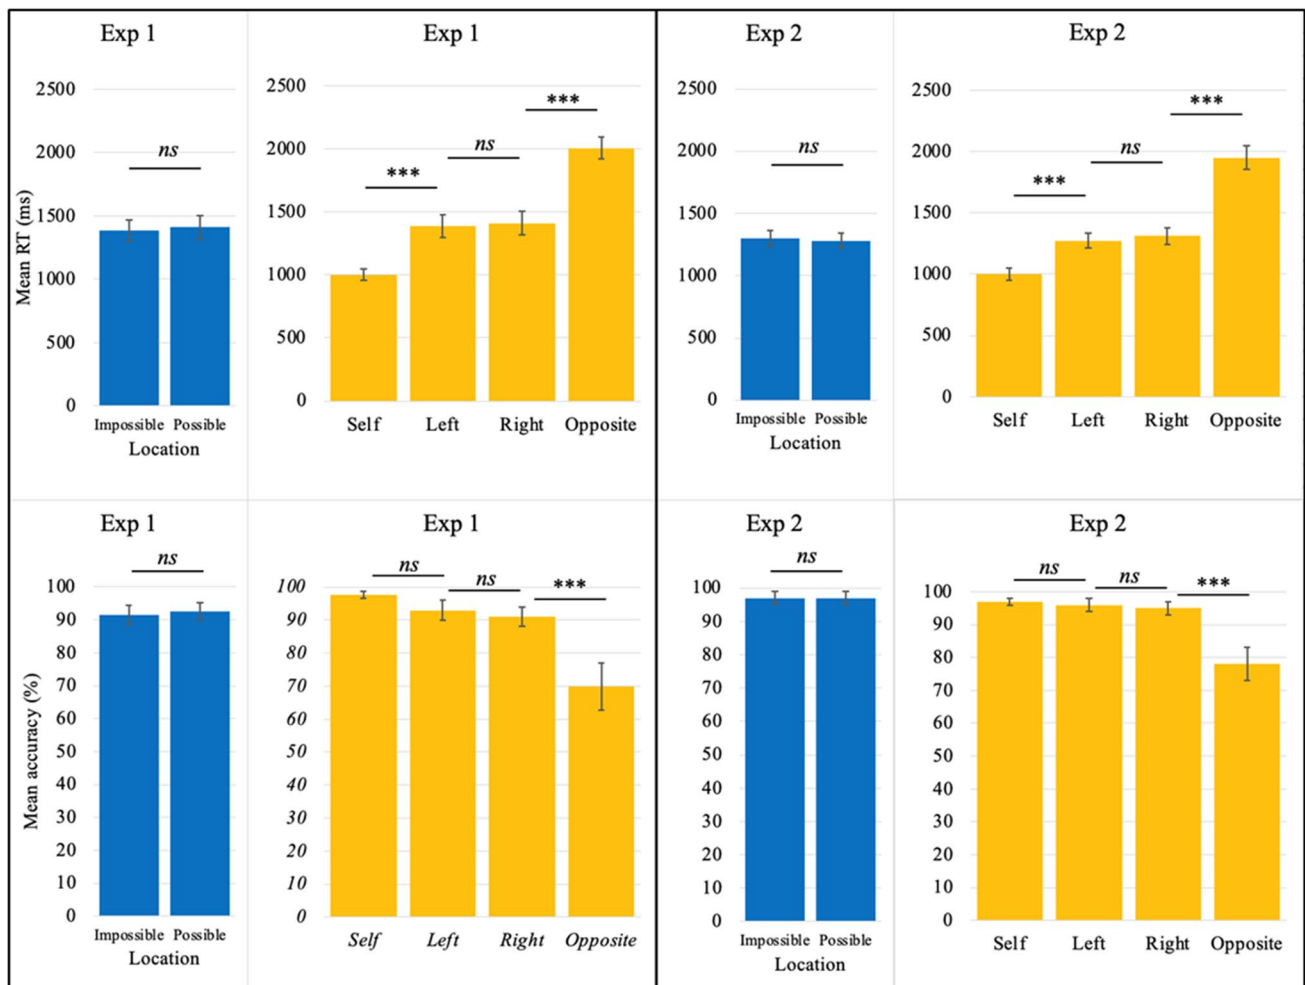 Exp 1
Mean RT (ms)
2500
2000
1500
1000
500
0
ns
Impossible Possible
Location
Exp 1
2500
2000
1500
1000
500
0
***
ns
***
Self Left Right Opposite
Exp 2
2500
2000
1500
1000
500
0
ns
Impossible Possible
Location
Exp 2
2500
2000
1500
1000
500
0
***
ns
***
Self Left Right Opposite
Exp 1
Mean accuracy (%)
100
90
80
70
60
50
40
30
20
10
0
ns
Impossible Possible
Location
Exp 1
100
90
80
70
60
50
40
30
20
10
0
ns
ns
***
Self Left Right Opposite
Exp 2
100
90
80
70
60
50
40
30
20
10
0
ns
Impossible Possible
Location
Exp 2
100
90
80
70
60
50
40
30
20
10
0
ns
ns
***
Self Left Right Opposite